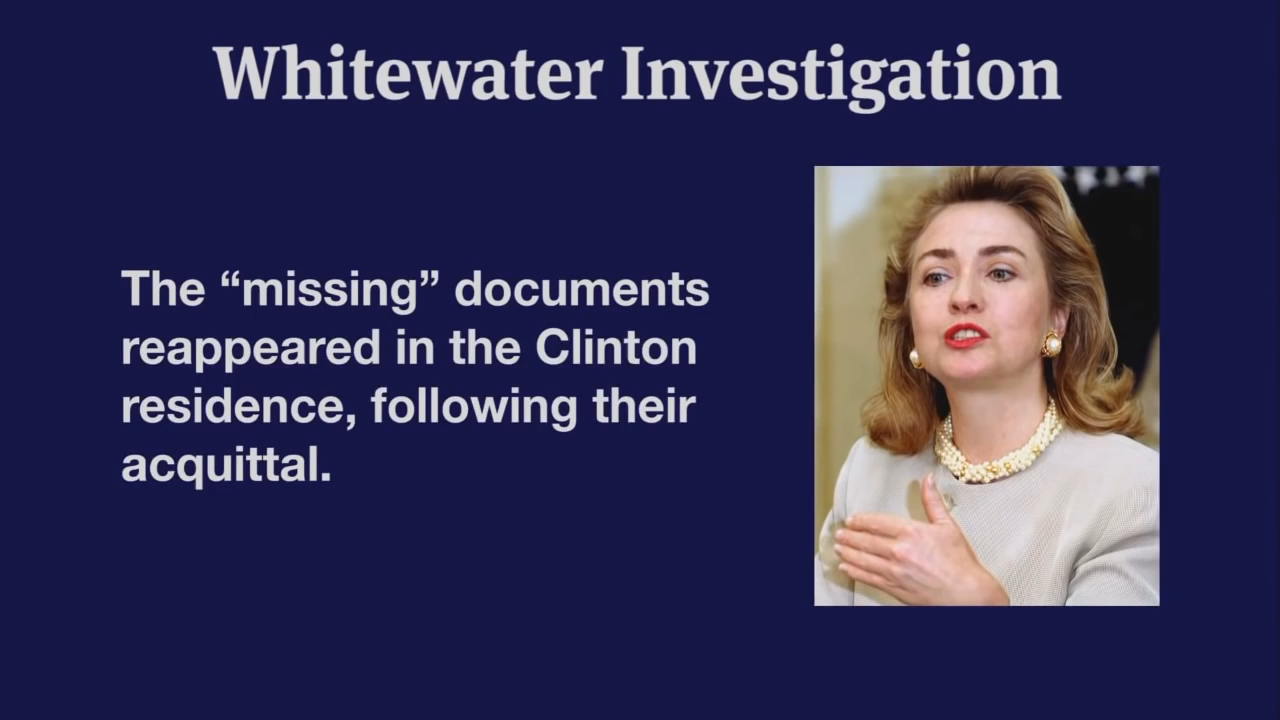 Whitewater Investigation
The “missing” documents
reappeared in the Clinton
residence, following their
acquittal.